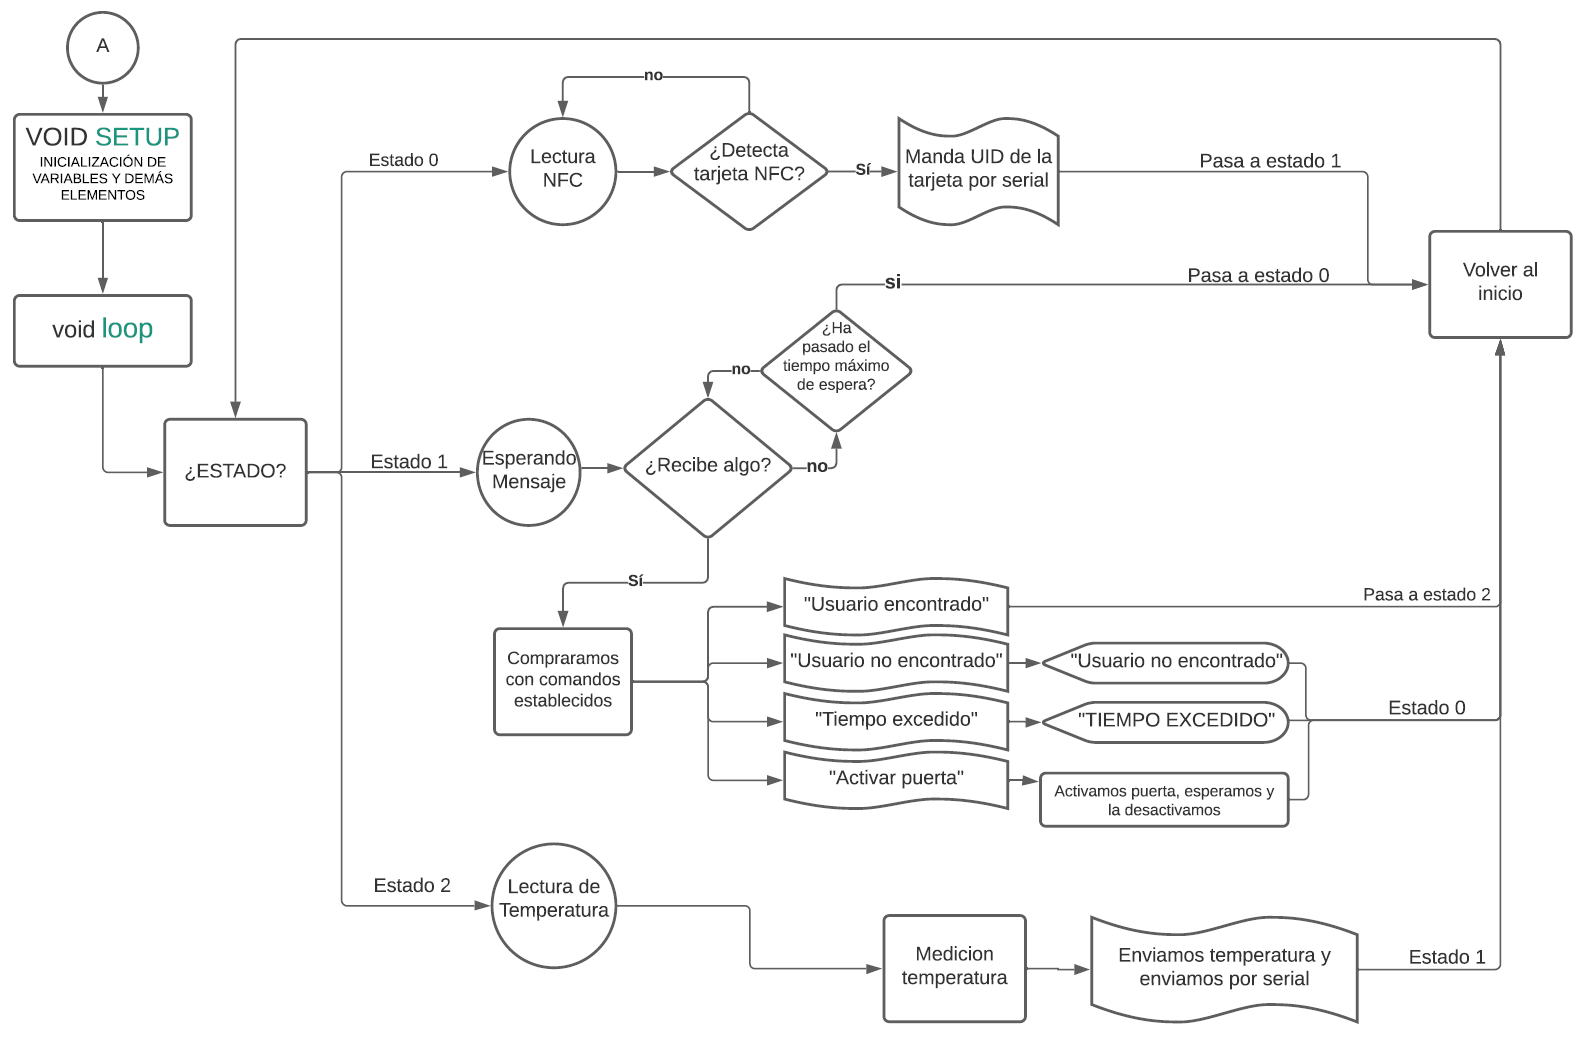 A
VOID SETUP
INICIALIZACIÓN DE
VARIABLES Y DEMÁS
ELEMENTOS
void loop
¿ESTADO?
Estado 0
Lectura
NFC
no
¿Detecta
tarjeta NFC?
Sí
Manda UID de la
tarjeta por serial
Pasa a estado 1
Volver al
inicio
Estado 1
Esperando
Mensaje
¿Recibe algo?
no
¿Ha
pasado el
tiempo máximo
de espera?
no
si
Pasa a estado 0
Sí
Compraramos
con comandos
establecidos
"Usuario encontrado"
Pasa a estado 2
"Usuario no encontrado"
"Usuario no encontrado"
"Tiempo excedido"
"TIEMPO EXCEDIDO"
Estado 0
"Activar puerta"
Activamos puerta, esperamos y
la desactivamos
Estado 2
Lectura de
Temperatura
Medicion
temperatura
Enviamos temperatura y
enviamos por serial
Estado 1